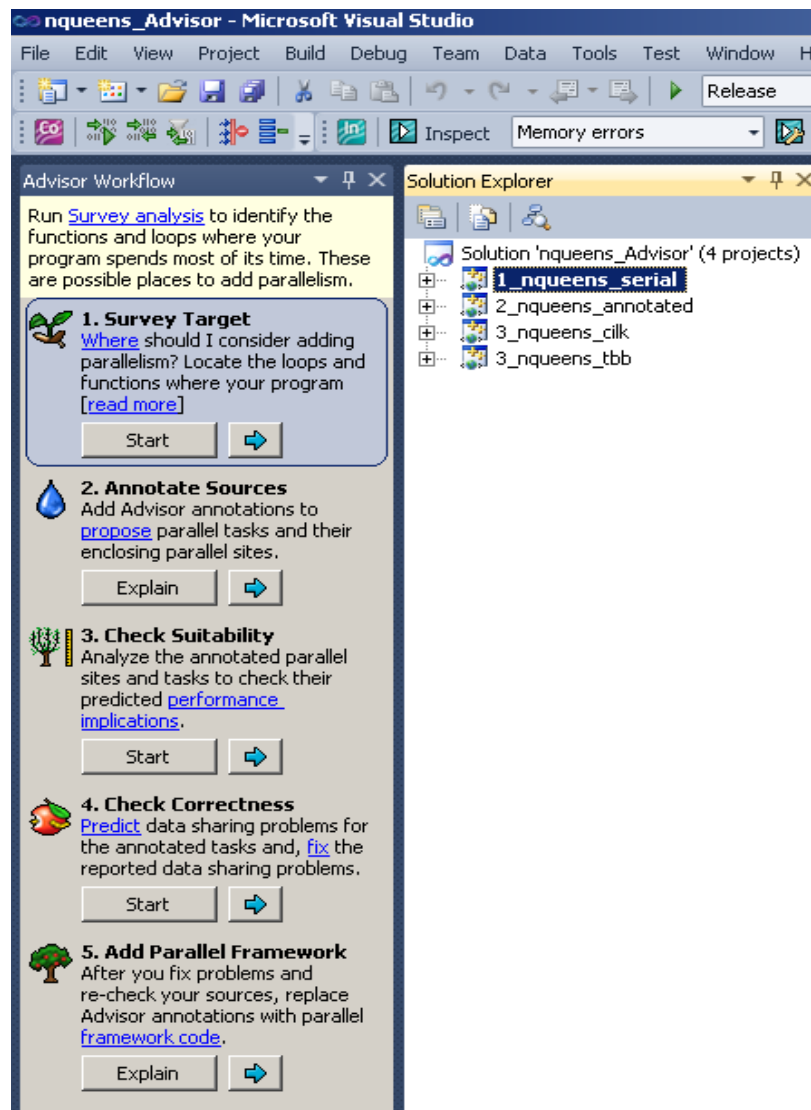 nqueens_Advisor - Microsoft Visual Studio
File Edit View Project Build Debug Team Data Tools Test Window H
Release
Inspect Memory errors
Advisor Workflow
Run Survey analysis to identify the
functions and loops where your
program spends most of its time. These
are possible places to add parallelism.
1. Survey Target
Where should I consider adding
parallelism? Locate the loops and
functions where your program
[read more]
Start
2. Annotate Sources
Add Advisor annotations to
propose parallel tasks and their
enclosing parallel sites.
Explain
3. Check Suitability
Analyze the annotated parallel
sites and tasks to check their
predicted performance
implications.
Start
4. Check Correctness
Predict data sharing problems for
the annotated tasks and, fix the
reported data sharing problems.
Start
5. Add Parallel Framework
After you fix problems and
re-check your sources, replace
Advisor annotations with parallel
framework code.
Explain
Solution Explorer
Solution 'nqueens_Advisor' (4 projects)
1_nqueens_serial
2_nqueens_annotated
3_nqueens_cilk
3_nqueens_tbb